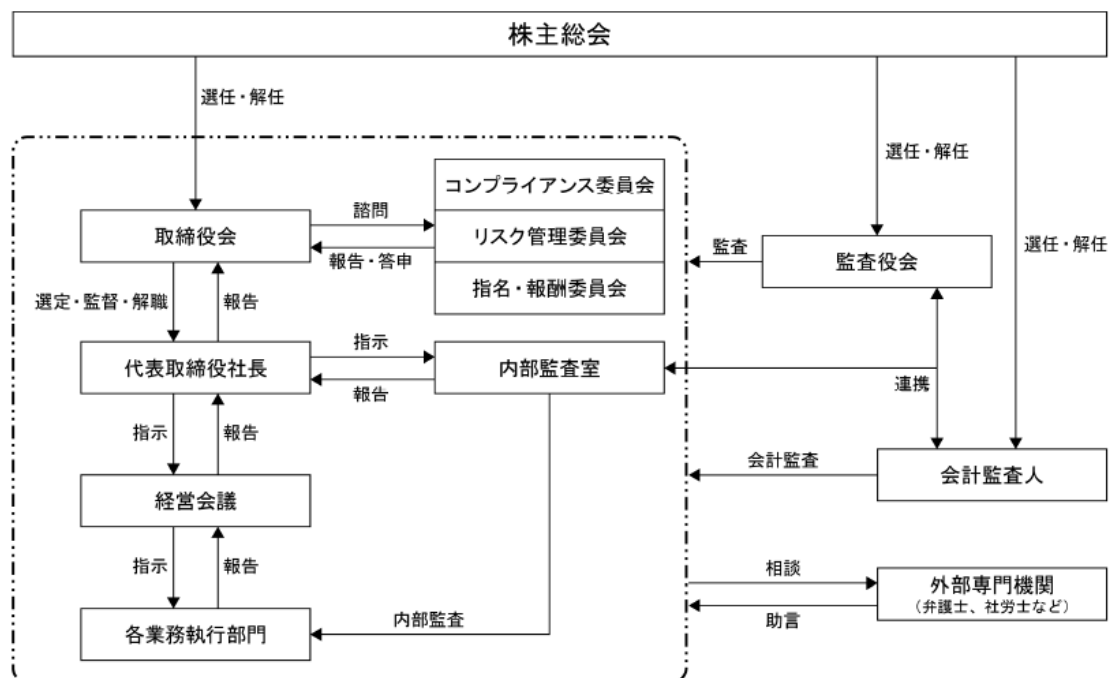 株主総会
選任・解任
選任・解任
選任・解任
コンプライアンス委員会
諮問
取締役会
リスク管理委員会
報告・答申
監査
監査役会
指名・報酬委員会
選定・監督・解職
報告
指示
代表取締役社長
内部監査室
報告
連携
指示
報告
会計監査
会計監査人
経営会議
指示
報告
相談
外部専門機関
（弁護士、社労士など）
助言
内部監査
各業務執行部門